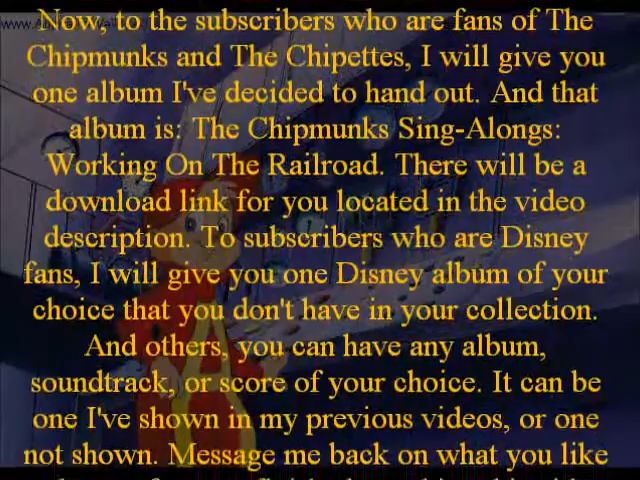 Now, to the subscribers who are fans of The
Chipmunks and The Chipettes, I will give you
one album I've decided to hand out. And that
album is: The Chipmunks Sing-Alongs:
Working On The Railroad. There will be a
download link for you located in the video
description. To subscribers who are Disney
fans, I will give you one Disney album of your
choice that you don't have in your collection.
And others, you can have any album,
soundtrack, or score of your choice. It can be
one I've shown in my previous videos, or one
not shown. Message me back on what you like